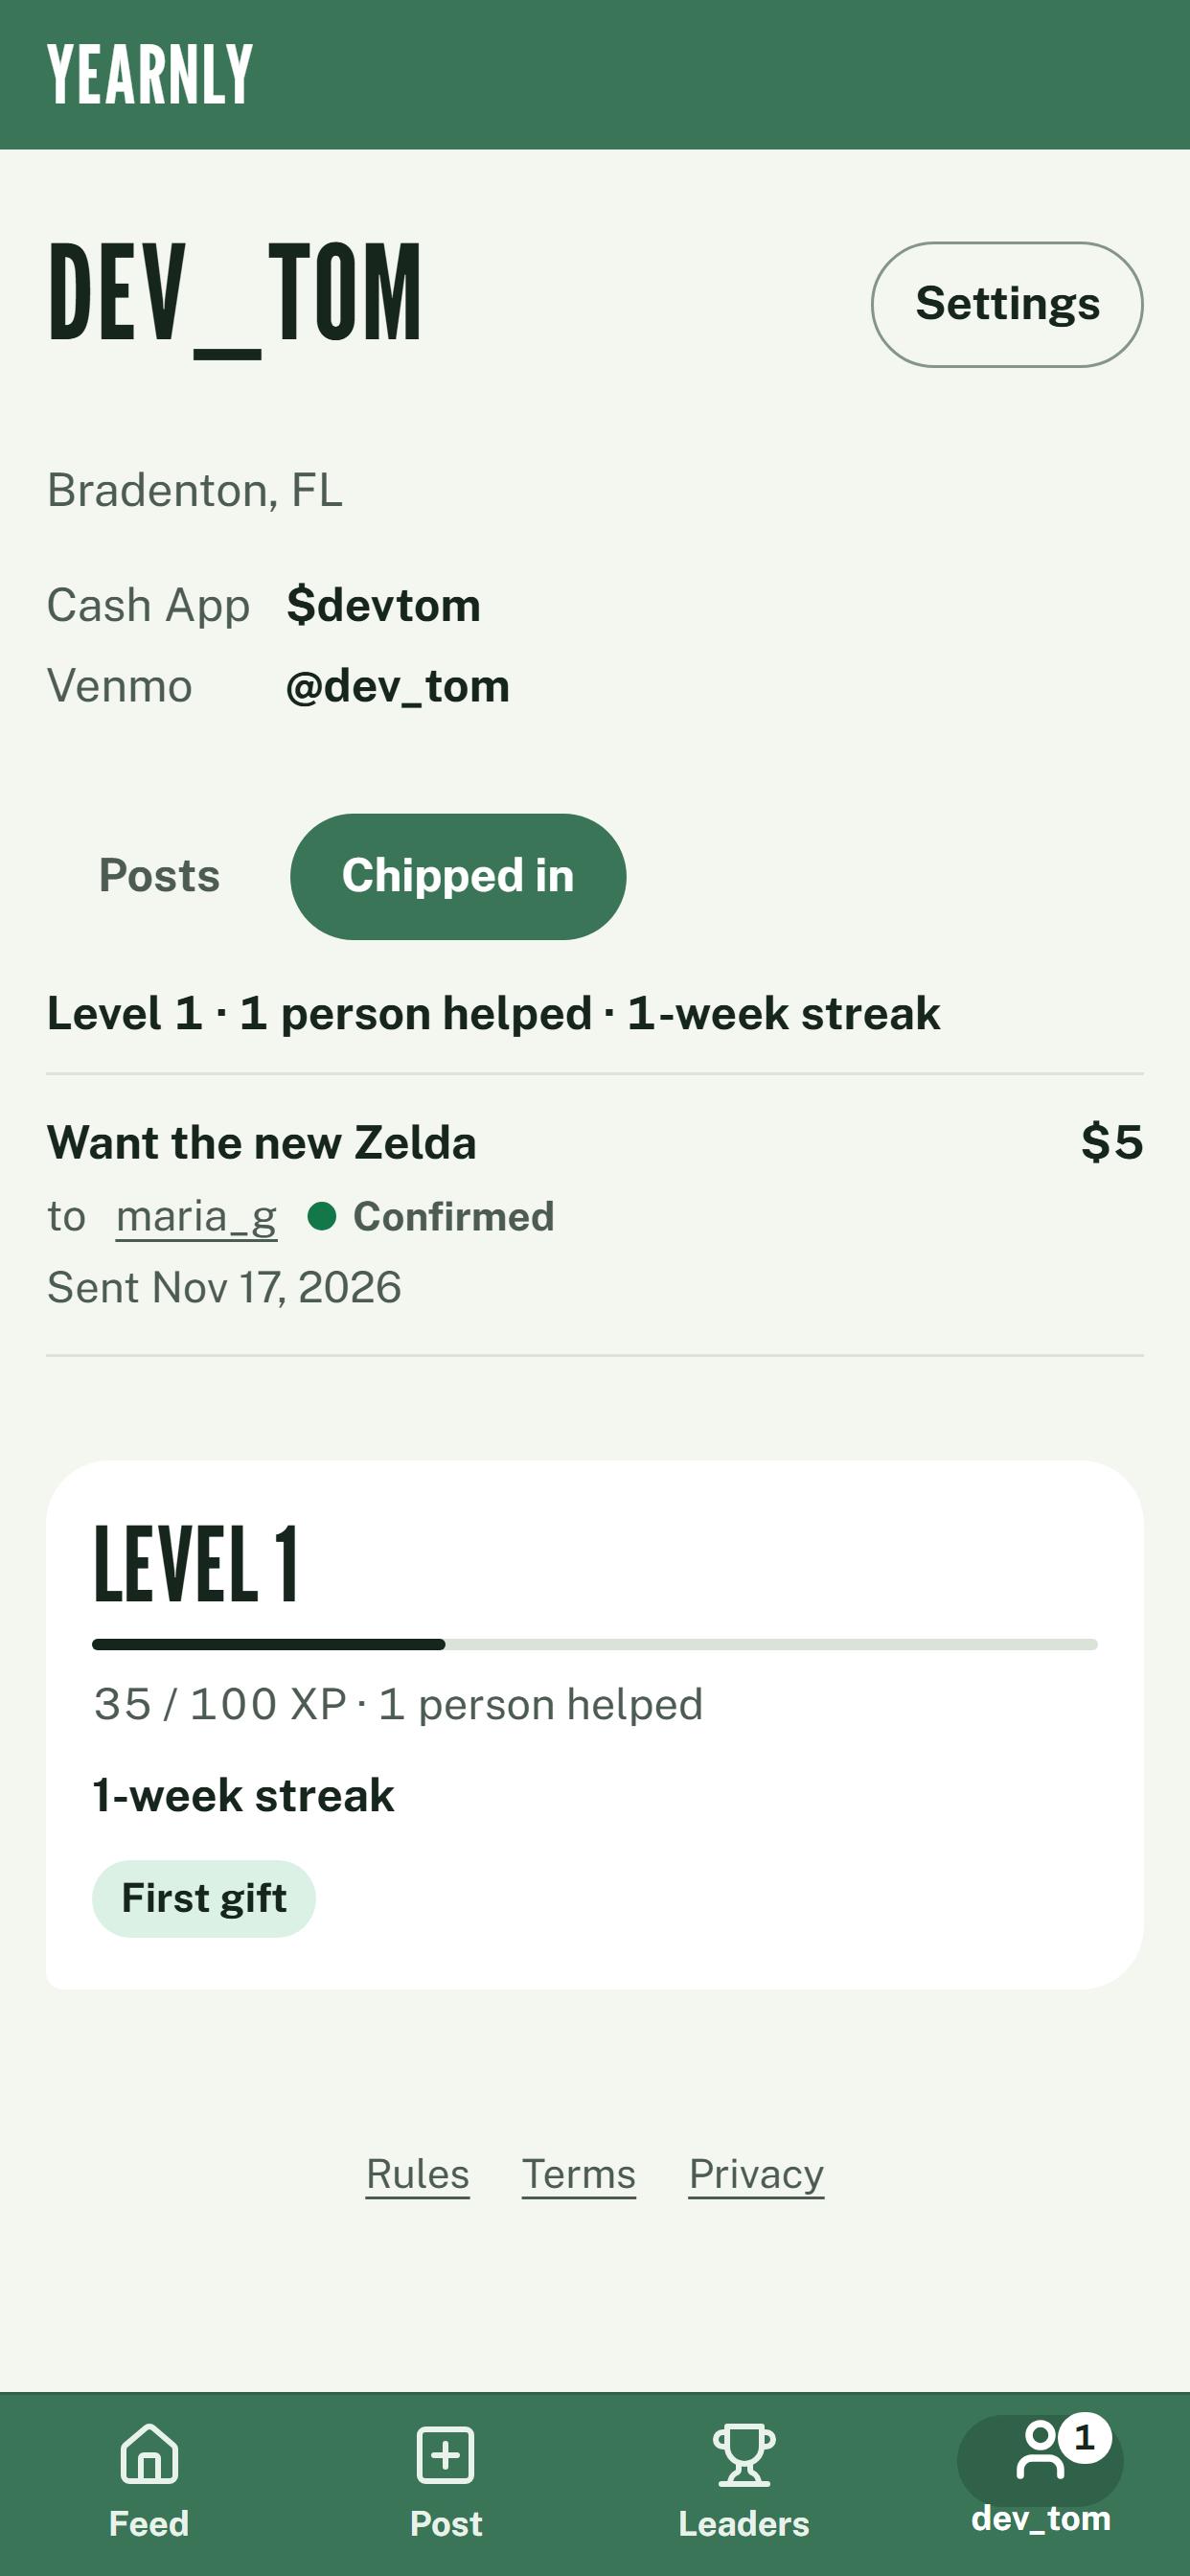 YEARNLY
DEV_TOM
Settings
Bradenton, FL
Cash App $devtom
Venmo @dev_tom
Posts Chipped in
Level 1 · 1 person helped · 1-week streak
Want the new Zelda $5
to maria_g Confirmed
Sent Nov 17, 2026
LEVEL 1
35 / 100 XP · 1 person helped
1-week streak
First gift
Rules Terms Privacy
1
Feed Post Leaders dev_tom